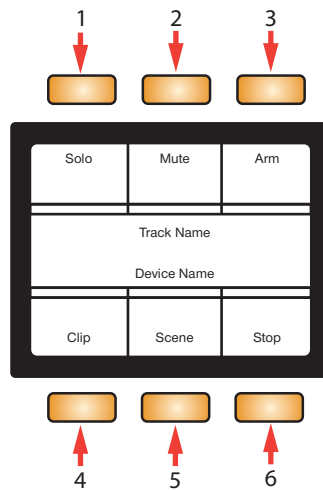 1 2 3
Solo Mute Arm
Track Name
Device Name
Clip Scene Stop
4 5 6